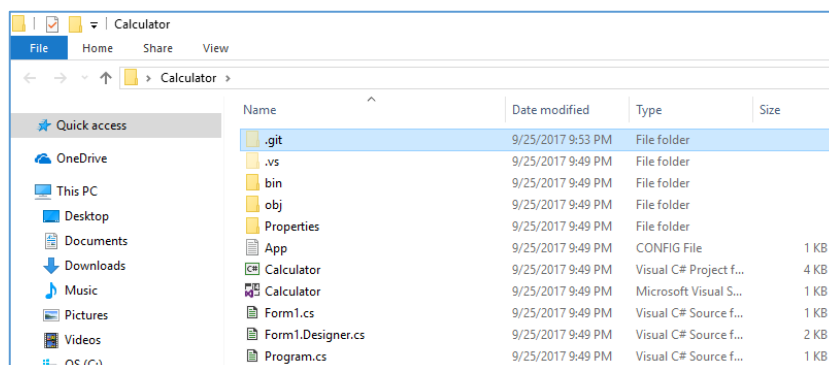 Calculator
File Home Share View
Calculator
Name Date modified Type Size
Quick access
OneDrive
This PC
Desktop
Documents
Downloads
Music
Pictures
Videos
OS (C:)
.git 9/25/2017 9:53 PM File folder
.vs 9/25/2017 9:49 PM File folder
bin 9/25/2017 9:49 PM File folder
obj 9/25/2017 9:49 PM File folder
Properties 9/25/2017 9:49 PM File folder
App 9/25/2017 9:49 PM CONFIG File 1 KB
C# Calculator 9/25/2017 9:49 PM Visual C# Project f... 4 KB
Calculator 9/25/2017 9:49 PM Microsoft Visual S... 1 KB
Form1.cs 9/25/2017 9:49 PM Visual C# Source f... 1 KB
Form1.Designer.cs 9/25/2017 9:49 PM Visual C# Source f... 2 KB
Program.cs 9/25/2017 9:49 PM Visual C# Source f... 1 KB